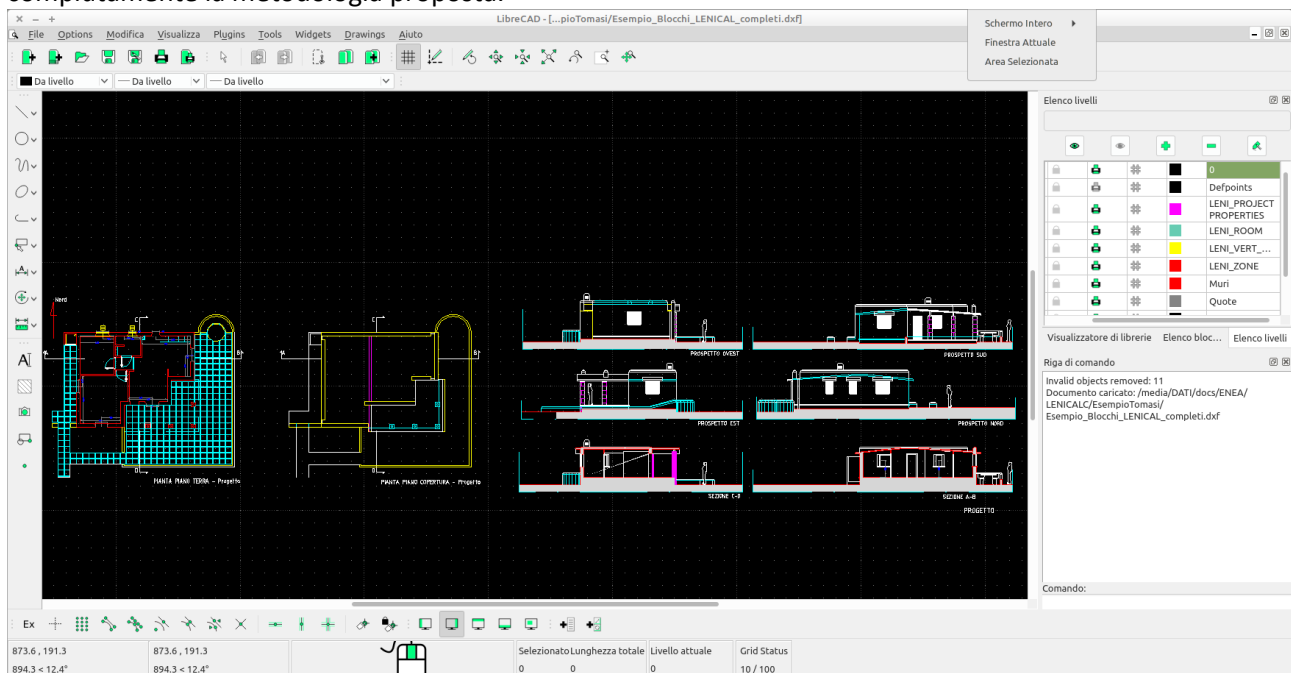 LibreCAD - [...pioTomasi/Esempio_Blocchi_LENICAL_completi.dxf]
Schermo Intero
Finestra Attuale
Area Selezionata
File Options Modifica Visualizza Plugins Tools Widgets Drawings Aiuto
Da livello Da livello Da livello
Elenco livelli
0
Defpoints
LENI_PROJECT
PROPERTIES
LENI_ROOM
LENI_VERT_...
LENI_ZONE
Muri
Quote
Visualizzatore di librerie Elenco bloc... Elenco livelli
Riga di comando
Invalid objects removed: 11
Documento caricato: /media/DATI/docs/ENEA/
LENICALC/EsempioTomasi/
Esempio_Blocchi_LENICAL_completi.dxf
Comando:
Nord
PROSPETTO OVEST
PROSPETTO SUD
PROSPETTO EST
PROSPETTO NORD
PIANTA PIANO TERRA - Progetto
PIANTA PIANO COPERTURA - Progetto
SEZIONE C-D
SEZIONE A-B
PROGETTO
Ex
873.6 , 191.3 873.6 , 191.3 Selezionato Lunghezza totale Livello attuale Grid Status
894.3 < 12.4° 894.3 < 12.4° 0 0 0 10 / 100